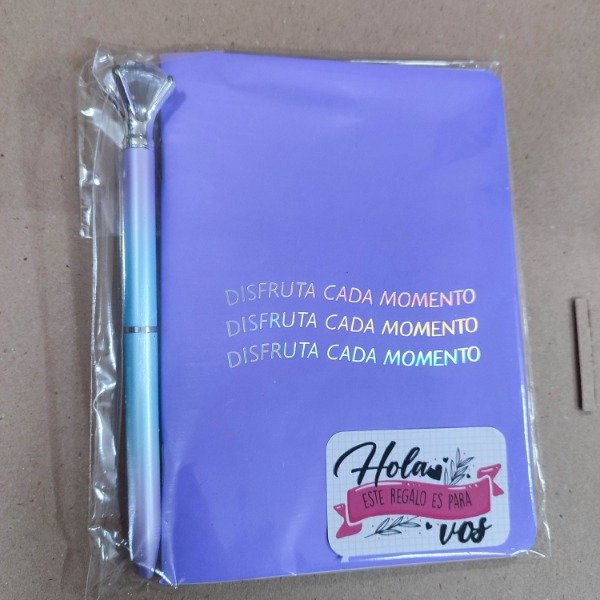 DISFRUTA CADA MOMENTO
DISFRUTA CADA MOMENTO
DISFRUTA CADA MOMENTO
Hola
ESTE REGALO ES PARA
vos